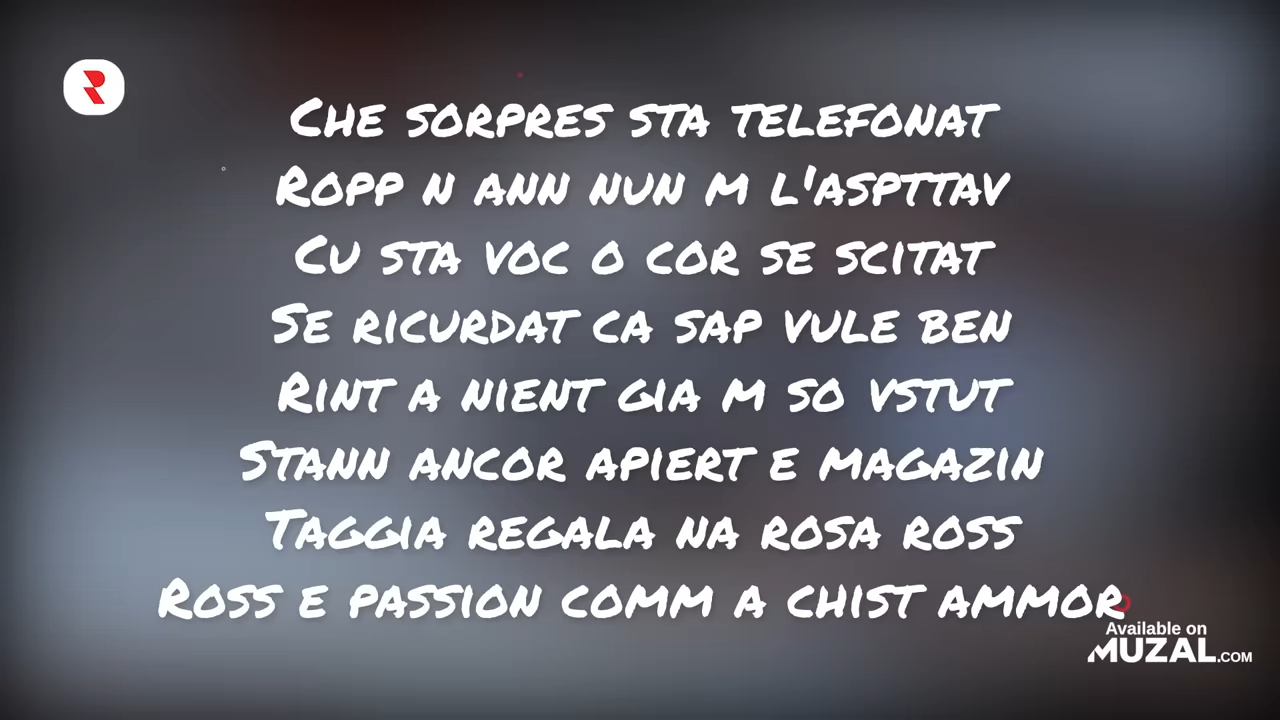 Che sorpres sta telefonat
Ropp n ann nun m l'aspttav
Cu sta voc o cor se scitat
Se ricurdat ca sap vule ben
Rint a nient gia m so vstut
Stann ancor apiert e magazin
Taggia regala na rosa ross
Ross e passion comm a chist ammor
Available on
MUZAL.COM